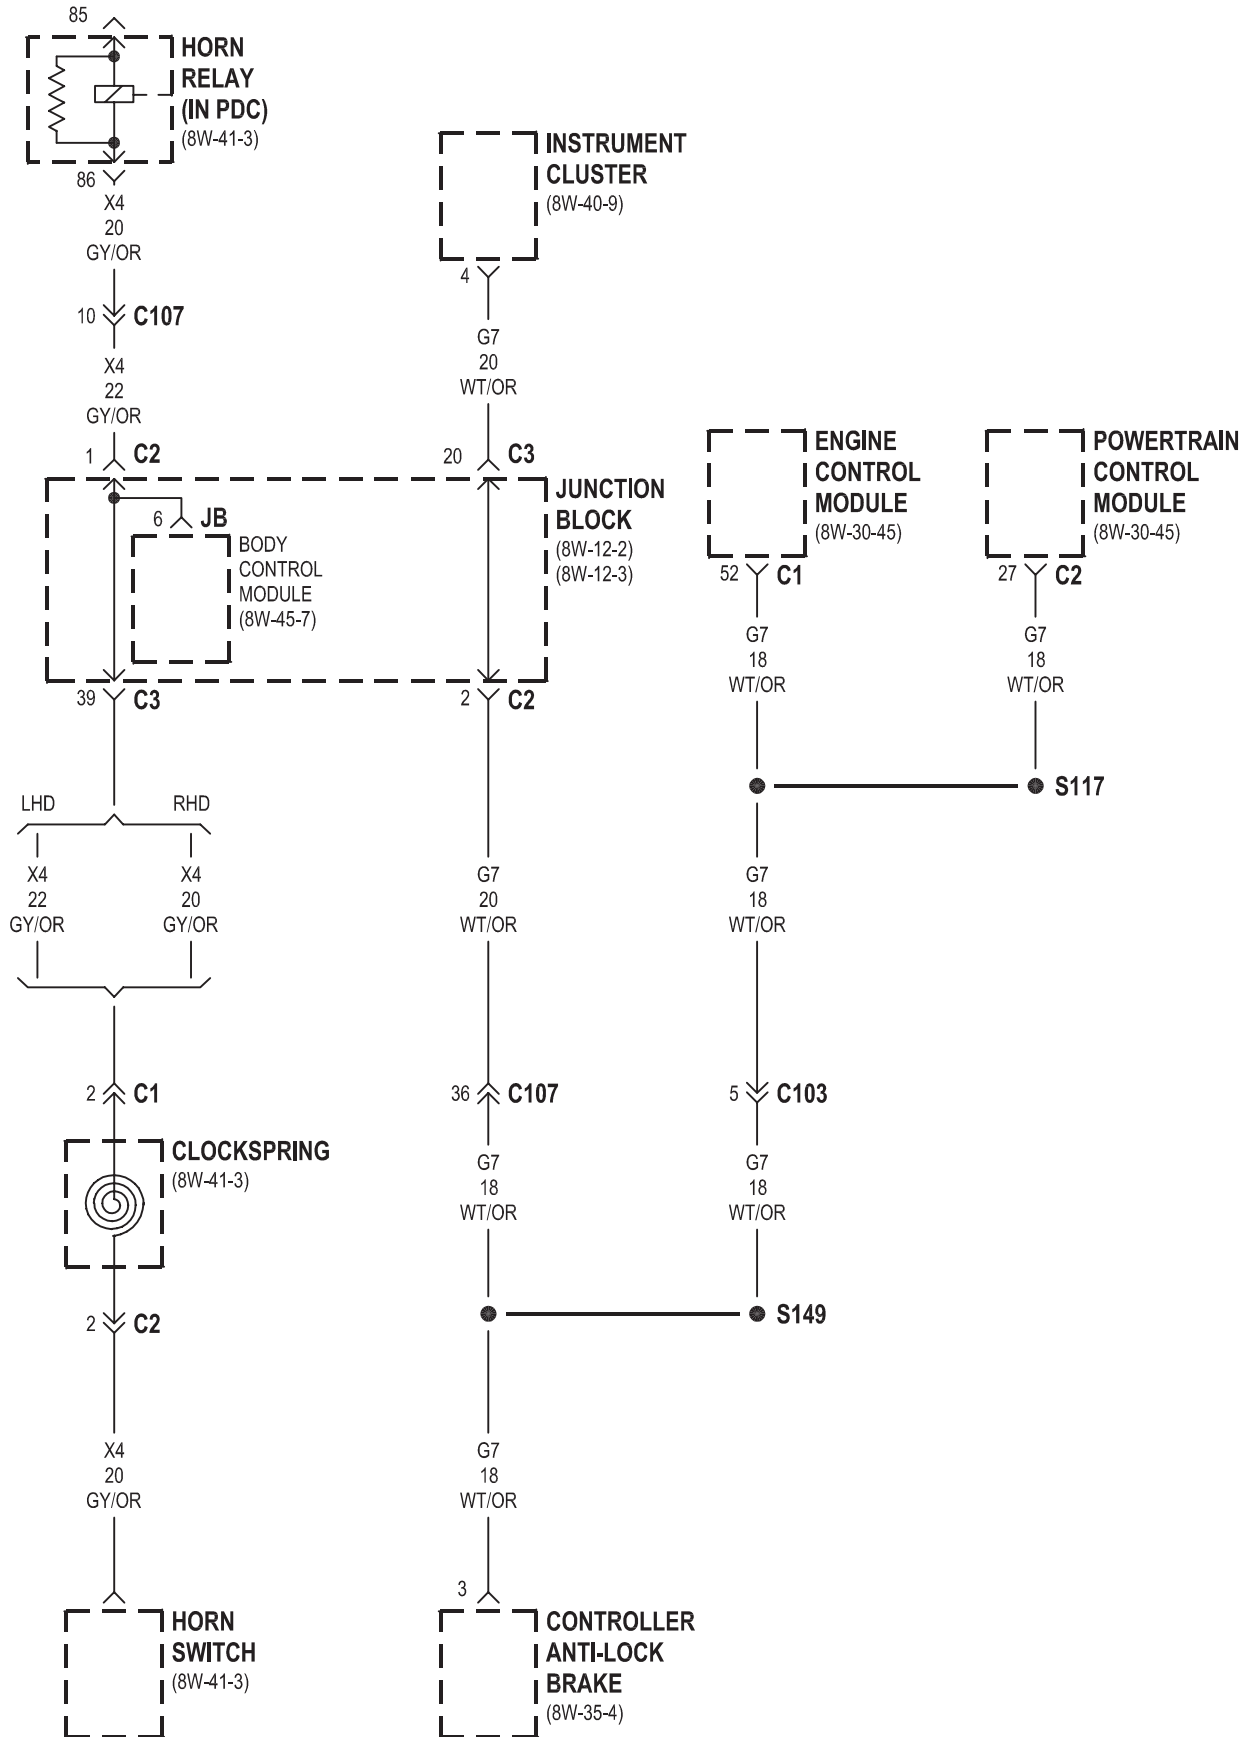 85
HORN
RELAY
(IN PDC)
(8W-41-3)
86
X4
20
GY/OR
10 C107
X4
22
GY/OR
1 C2
INSTRUMENT
CLUSTER
(8W-40-9)
4
G7
20
WT/OR
20 C3
JUNCTION
BLOCK
(8W-12-2)
(8W-12-3)
6 JB
BODY
CONTROL
MODULE
(8W-45-7)
39 C3
2 C2
ENGINE
CONTROL
MODULE
(8W-30-45)
52 C1
G7
18
WT/OR
POWERTRAIN
CONTROL
MODULE
(8W-30-45)
27 C2
G7
18
WT/OR
S117
LHD
RHD
X4
22
GY/OR
X4
20
GY/OR
G7
20
WT/OR
G7
18
WT/OR
2 C1
36 C107
5 C103
CLOCKSPRING
(8W-41-3)
G7
18
WT/OR
G7
18
WT/OR
2 C2
S149
X4
20
GY/OR
G7
18
WT/OR
HORN
SWITCH
(8W-41-3)
3
CONTROLLER
ANTI-LOCK
BRAKE
(8W-35-4)